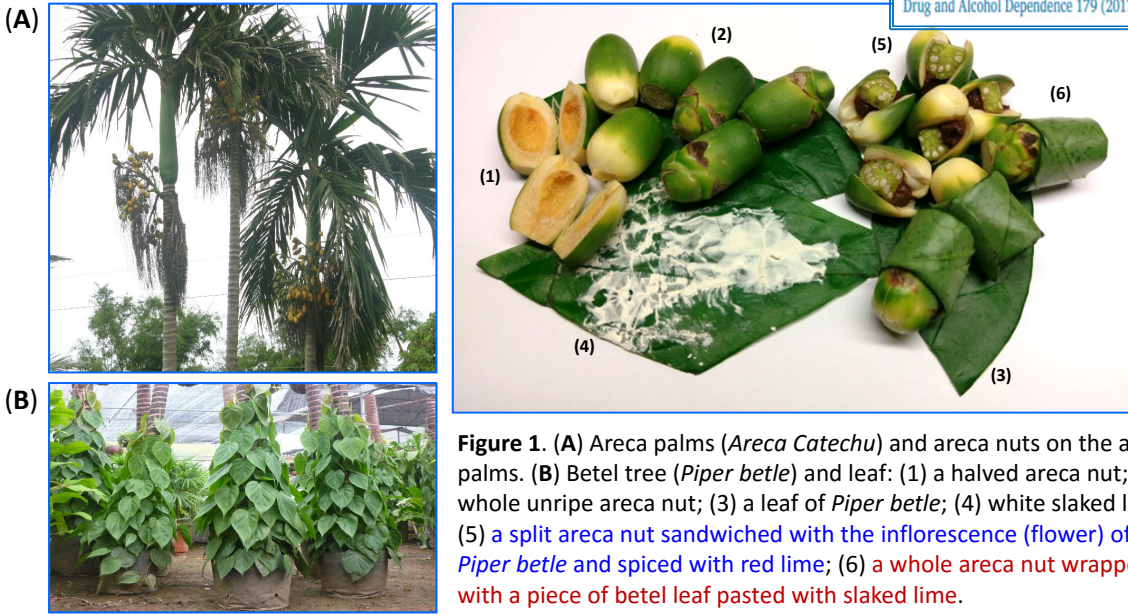 (A)
Drug and Alcohol Dependence 179 (201
(2)
(5)
(6)
(1)
(4)
(3)
(B)
Figure 1. (A) Areca palms (Areca Catechu) and areca nuts on the a
palms. (B) Betel tree (Piper betle) and leaf: (1) a halved areca nut;
whole unripe areca nut; (3) a leaf of Piper betle; (4) white slaked l
(5) a split areca nut sandwiched with the inflorescence (flower) of
Piper betle and spiced with red lime; (6) a whole areca nut wrappe
with a piece of betel leaf pasted with slaked lime.